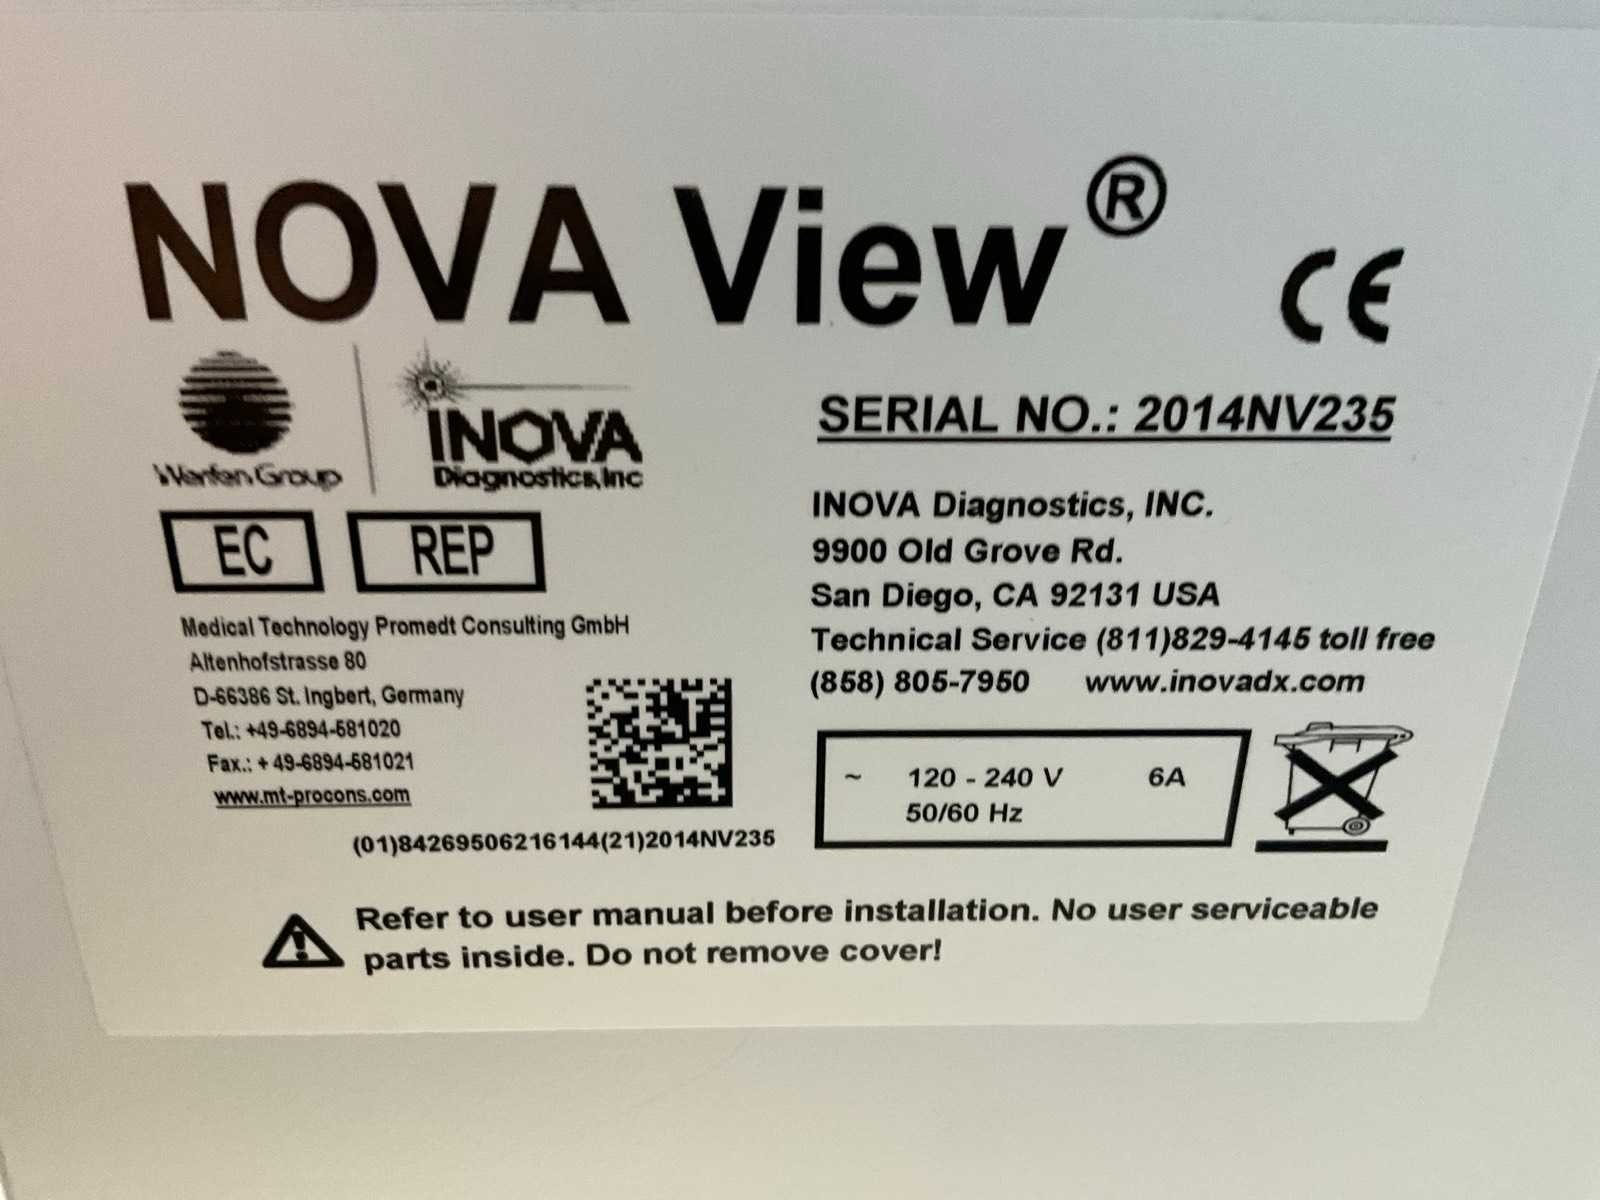 NOVA View®
CE
Werfen Group
INOVA
Diagnostics, Inc
SERIAL NO.: 2014NV235
EC REP
INOVA Diagnostics, INC.
9900 Old Grove Rd.
San Diego, CA 92131 USA
Technical Service (811)829-4145 toll free
(858) 805-7950 www.inovadx.com
Medical Technology Promedt Consulting GmbH
Altenhofstrasse 80
D-66386 St. Ingbert, Germany
Tel.: +49-6894-581020
Fax.: + 49-6894-581021
www.mt-procons.com
(01)84269506216144(21)2014NV235
~ 120 - 240 V 6A
50/60 Hz
Refer to user manual before installation. No user serviceable
parts inside. Do not remove cover!